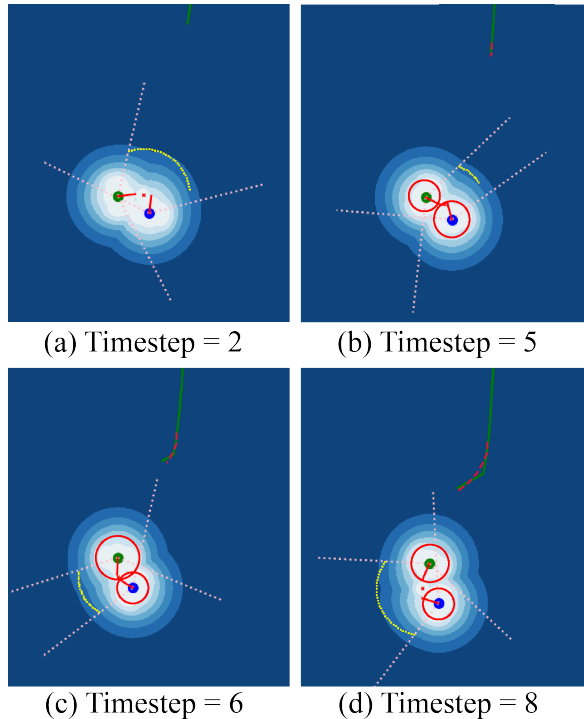 (a) Timestep = 2
(b) Timestep = 5
(c) Timestep = 6
(d) Timestep = 8